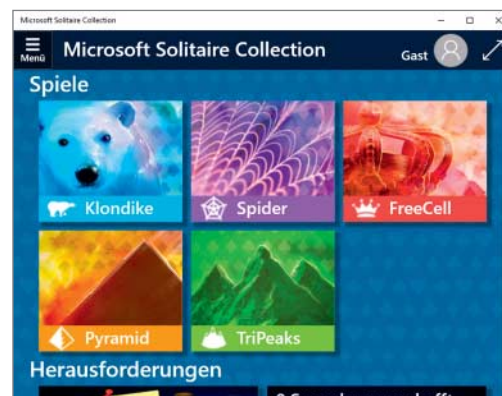 Microsoft Solitaire Collection
Menü
Microsoft Solitaire Collection
Gast
Spiele
Klondike
Spider
FreeCell
Pyramid
TriPeaks
Herausforderungen